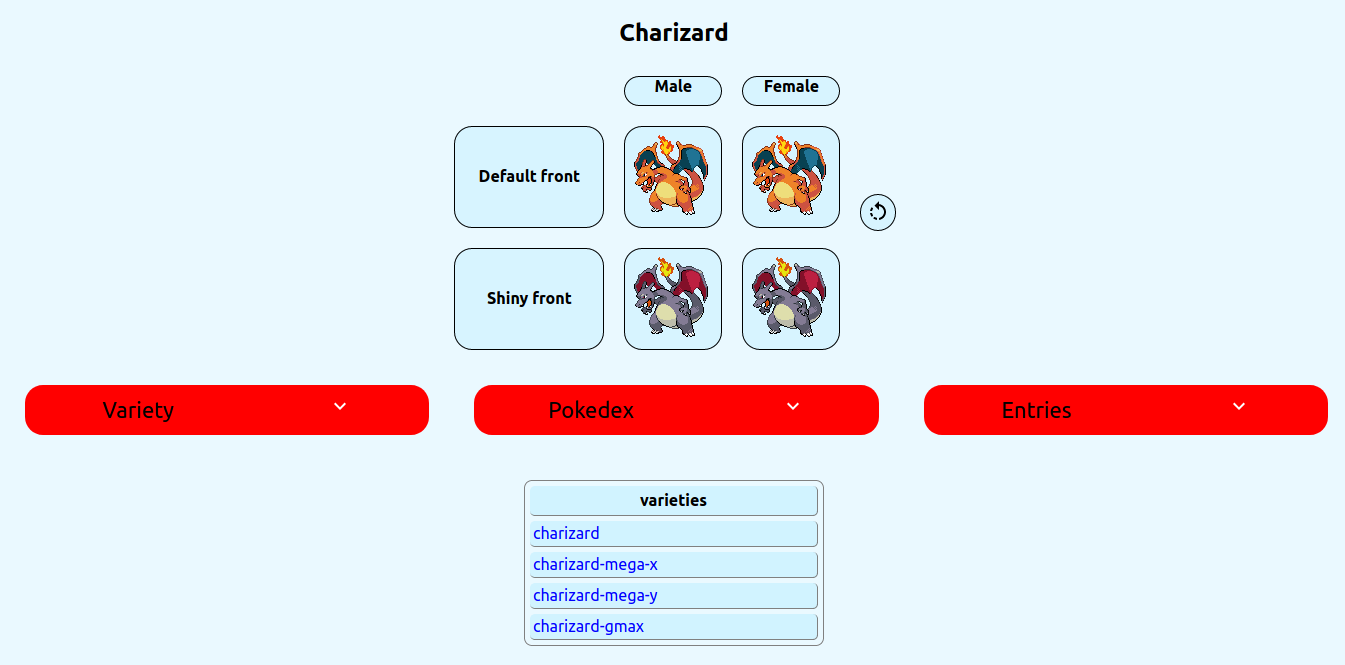 Charizard
Male Female
Default front
Shiny front
Variety Pokedex Entries
varieties
charizard
charizard-mega-x
charizard-mega-y
charizard-gmax